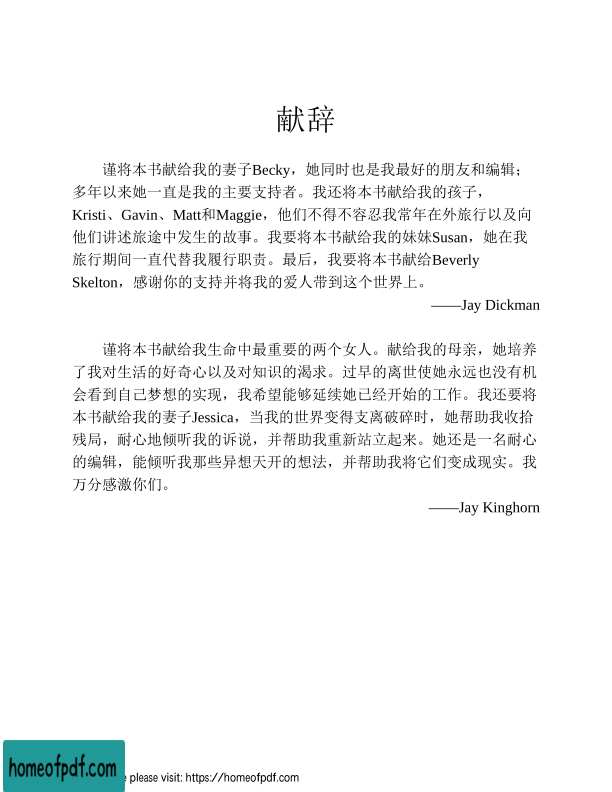 献辞
谨将本书献给我的妻子Becky，她同时也是我最好的朋友和编辑；
多年以来她一直是我的主要支持者。我还将本书献给我的孩子，
Kristi、Gavin、Matt和Maggie，他们不得不容忍我常年在外旅行以及向
他们讲述旅途中发生的故事。我要将本书献给我的妹妹Susan，她在我
旅行期间一直代替我履行职责。最后，我要将本书献给Beverly
Skelton，感谢你的支持并将我的爱人带到这个世界上。
——Jay Dickman
谨将本书献给我生命中最重要的两个女人。献给我的母亲，她培养
了我对生活的好奇心以及对知识的渴求。过早的离世使她永远也没有机
会看到自己梦想的实现，我希望能够延续她已经开始的工作。我还要将
本书献给我的妻子Jessica，当我的世界变得支离破碎时，她帮助我收拾
残局，耐心地倾听我的诉说，并帮助我重新站立起来。她还是一名耐心
的编辑，能倾听我那些异想天开的想法，并帮助我将它们变成现实。我
万分感激你们。
——Jay Kinghorn
homeofpdf.com
please visit: https://homeofpdf.com